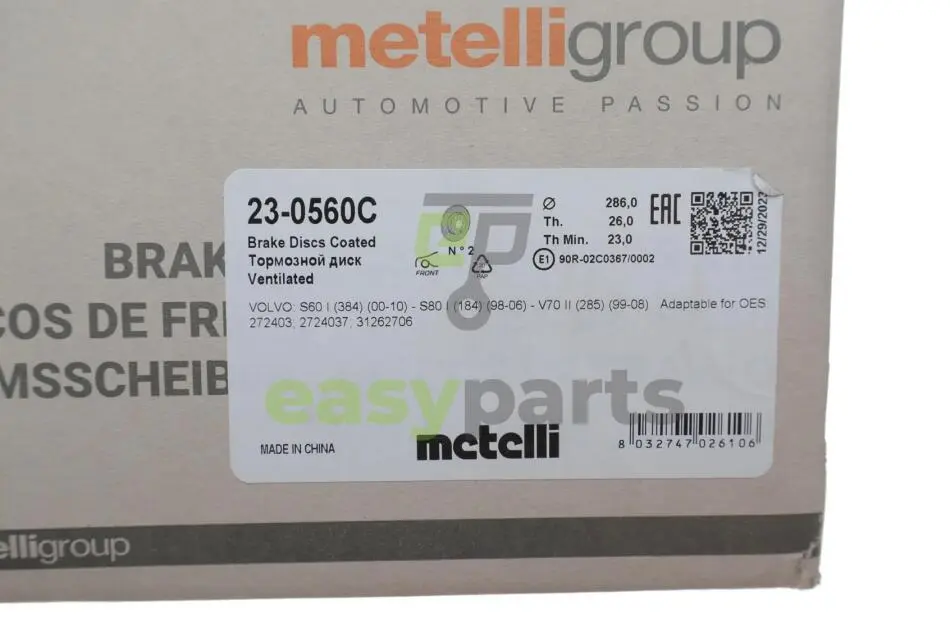 metelligroup
AUTOMOTIVE PASSION
23-0560C
Brake Discs Coated
Тормозной диск
Ventilated
N° 2
FRONT
PAP
Ø 286,0
Th. 26,0
Th Min. 23,0
E1 90R-02C0367/0002
EAC
12/29/2022
VOLVO: S60 I (384) (00-10) - S80 I (184) (98-06) - V70 II (285) (99-08) Adaptable for OES
272403; 2724037; 31262706
easyparts
MADE IN CHINA
metelli
8 032747 026106
BRAK
COS DE FR
MSSCHEIB
elligroup